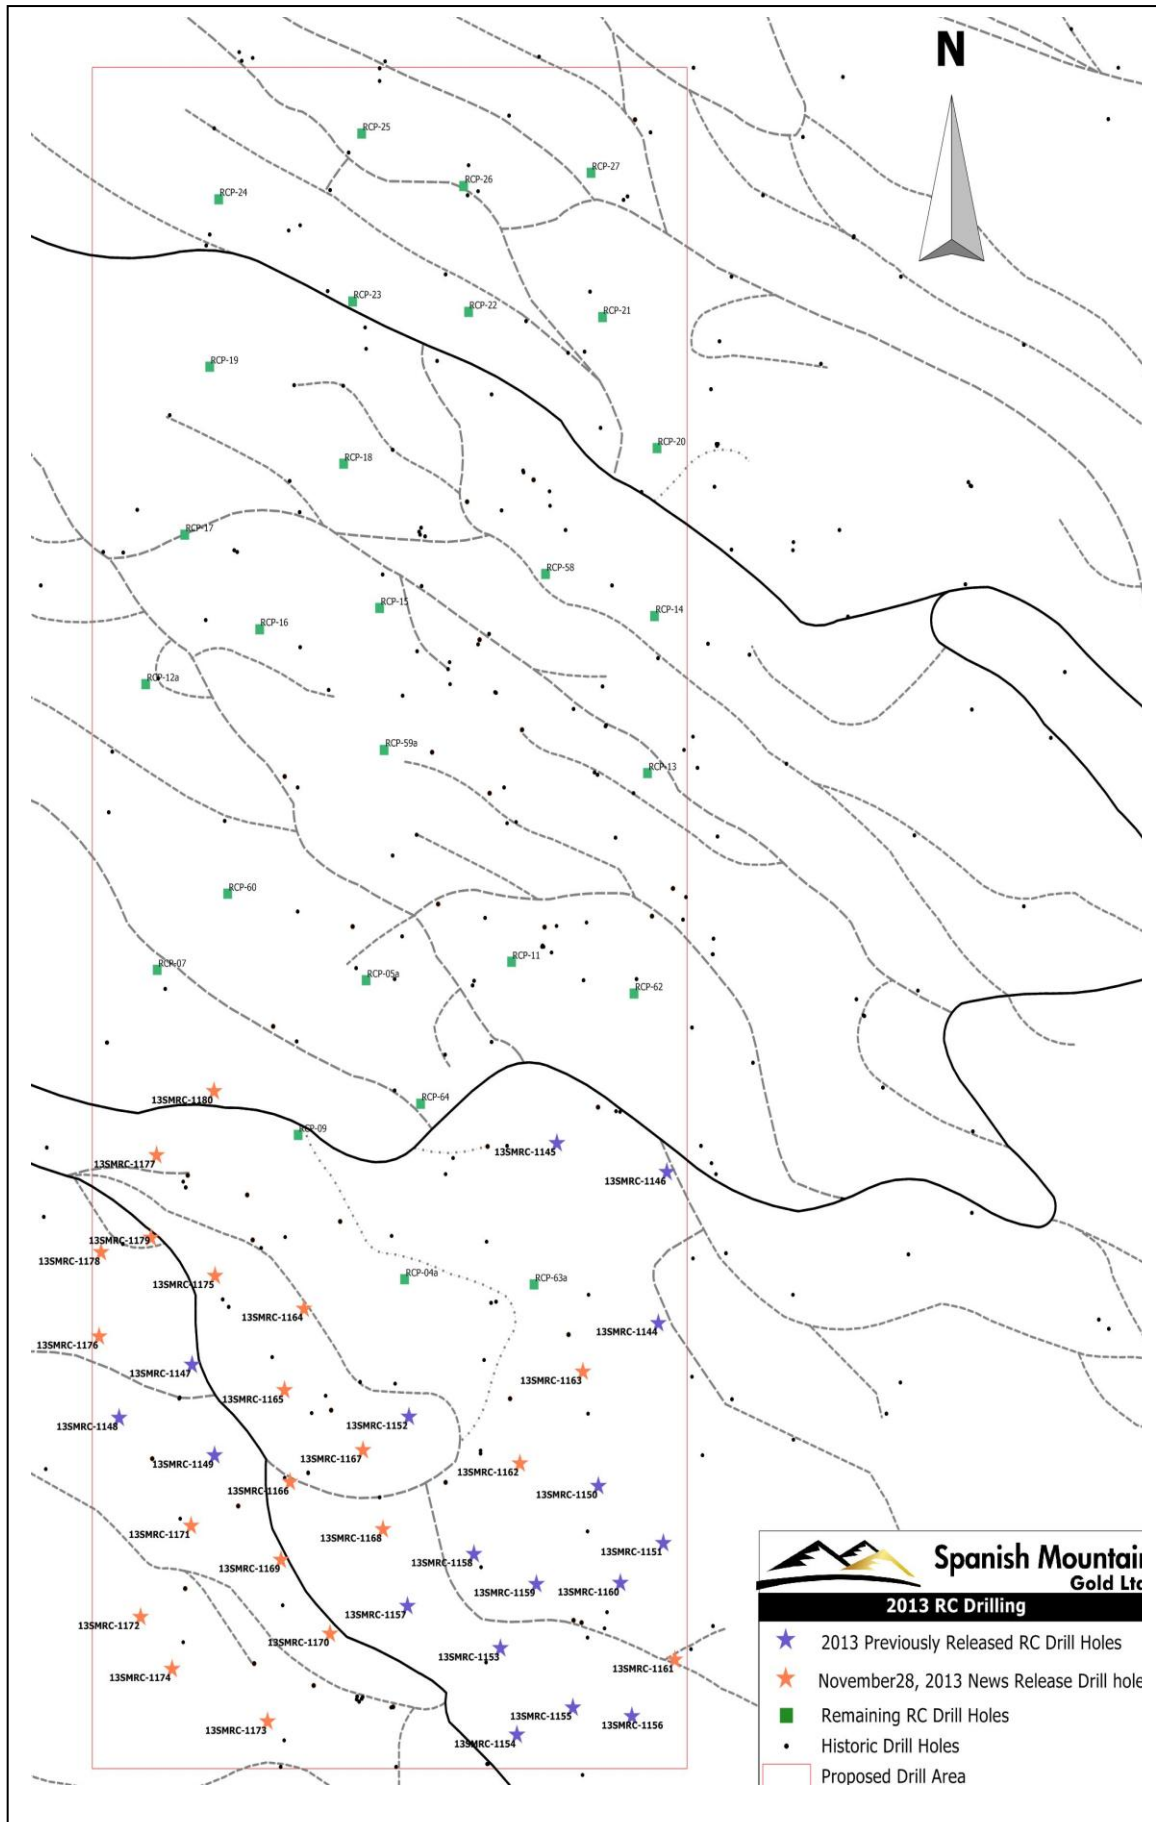 N
RCP-25
RCP-27
RCP-26
RCP-24
RCP-23
RCP-22
RCP-21
RCP-19
RCP-20
RCP-18
RCP-17
RCP-58
RCP-15
RCP-14
RCP-16
RCP-12a
RCP-59a
RCP-13
RCP-60
RCP-11
RCP-07
RCP-05a
RCP-62
13SMRC-1180
RCP-64
RCP-09
13SMRC-1145
13SMRC-1177
13SMRC-1146
13SMRC-1179
13SMRC-1178
13SMRC-1175
RCP-04a
RCP-63a
13SMRC-1164
13SMRC-1144
13SMRC-1176
13SMRC-1147
13SMRC-1163
13SMRC-1165
13SMRC-1148
13SMRC-1152
13SMRC-1149
13SMRC-1167
13SMRC-1162
13SMRC-1166
13SMRC-1150
13SMRC-1171
13SMRC-1168
13SMRC-1151
13SMRC-1169
13SMRC-1158
13SMRC-1159
13SMRC-1160
13SMRC-1157
13SMRC-1172
13SMRC-1170
13SMRC-1153
13SMRC-1161
13SMRC-1174
13SMRC-1173
13SMRC-1155
13SMRC-1156
13SMRC-1154
Spanish Mountain
Gold Ltd
2013 RC Drilling
2013 Previously Released RC Drill Holes
November28, 2013 News Release Drill hole
Remaining RC Drill Holes
Historic Drill Holes
Proposed Drill Area